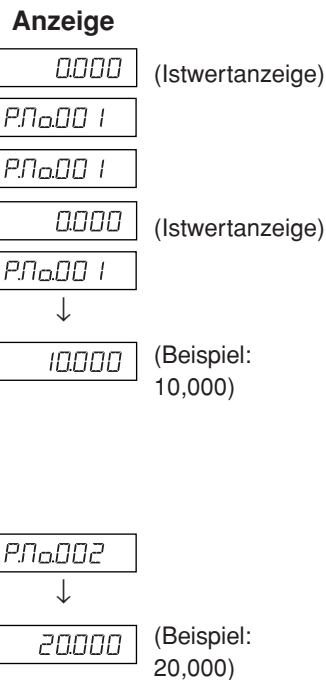 Anzeige
0.000 (Istwertanzeige)
P.No.001
P.No.001
0.000 (Istwertanzeige)
P.No.001
↓
10.000 (Beispiel:
10,000)
P.No.002
↓
20.000 (Beispiel:
20,000)